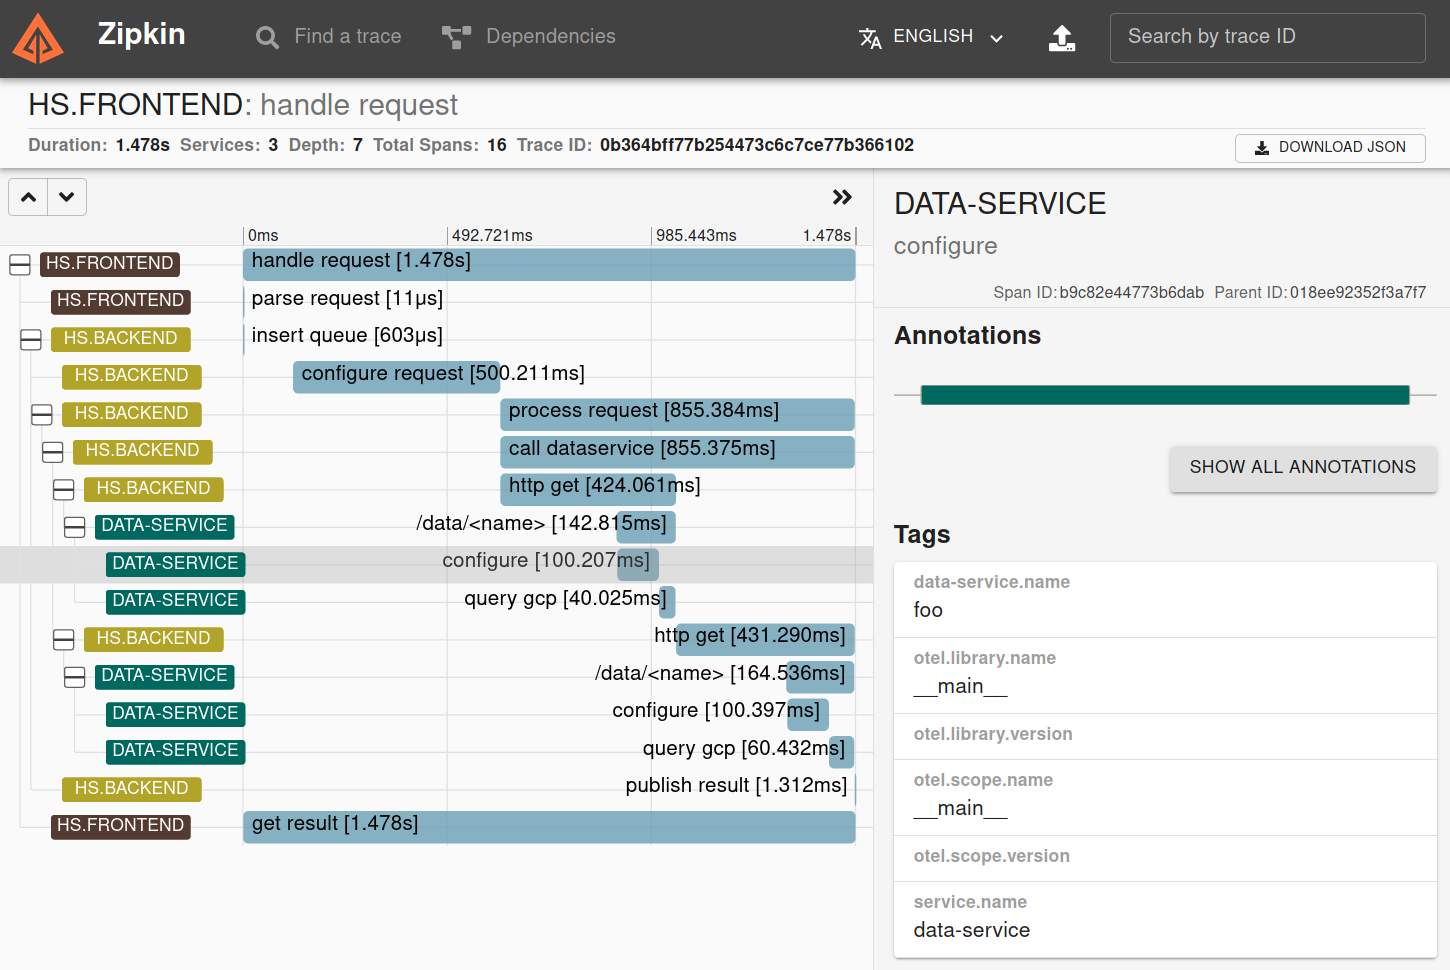 Zipkin
Find a trace
Dependencies
ENGLISH
Search by trace ID
HS.FRONTEND: handle request
Duration: 1.478s Services: 3 Depth: 7 Total Spans: 16 Trace ID: 0b364bff77b254473c6c7ce77b366102
DOWNLOAD JSON
0ms 492.721ms 985.443ms 1.478s
HS.FRONTEND handle request [1.478s]
HS.FRONTEND parse request [11μs]
HS.BACKEND insert queue [603μs]
HS.BACKEND configure request [500.211ms]
HS.BACKEND process request [855.384ms]
HS.BACKEND call dataservice [855.375ms]
HS.BACKEND http get [424.061ms]
DATA-SERVICE /data/<name> [142.815ms]
DATA-SERVICE configure [100.207ms]
DATA-SERVICE query gcp [40.025ms]
HS.BACKEND http get [431.290ms]
DATA-SERVICE /data/<name> [164.536ms]
DATA-SERVICE configure [100.397ms]
DATA-SERVICE query gcp [60.432ms]
HS.BACKEND publish result [1.312ms]
HS.FRONTEND get result [1.478s]
DATA-SERVICE
configure
Span ID: b9c82e44773b6dab Parent ID: 018ee92352f3a7f7
Annotations
SHOW ALL ANNOTATIONS
Tags
data-service.name
foo
otel.library.name
__main__
otel.library.version
otel.scope.name
__main__
otel.scope.version
service.name
data-service